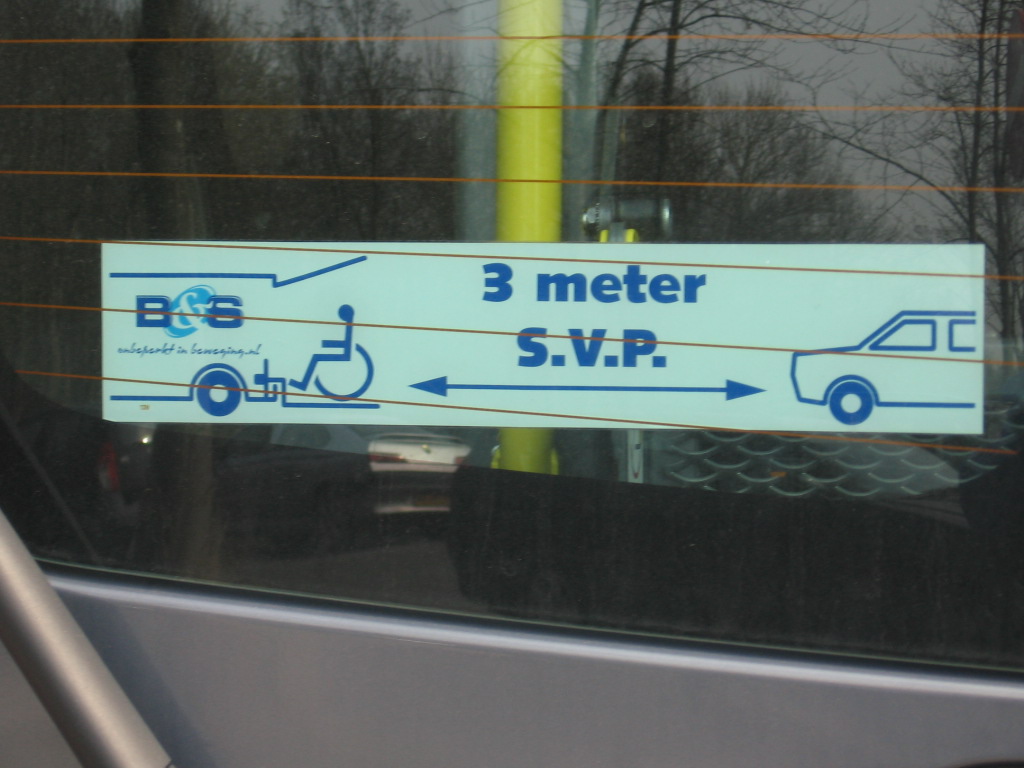 3 meter
S.V.P.
B&S
onbeperkt in beweging.nl